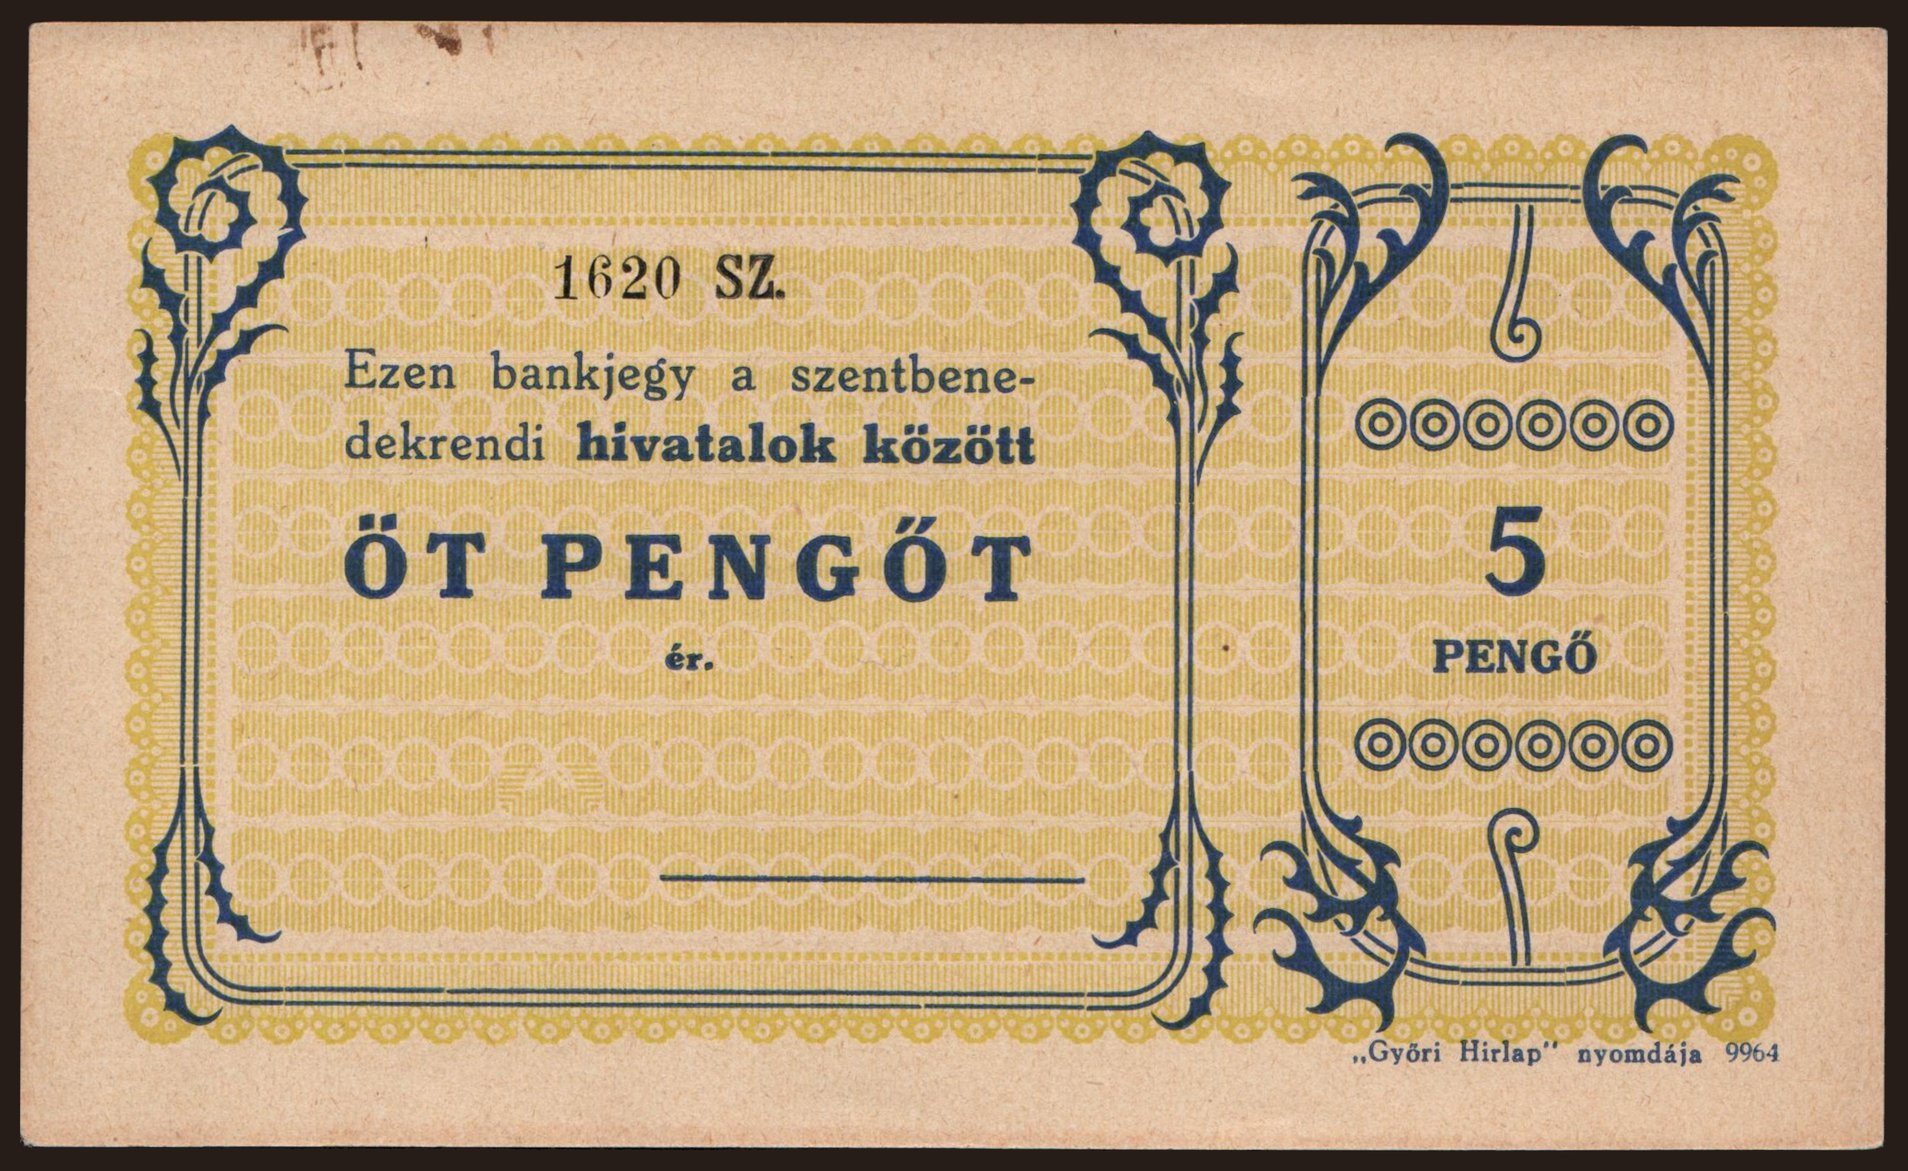 1620 SZ.
Ezen bankjegy a szentbene-
dekrendi hivatalok között
ÖT PENGŐT
ér.
5
PENGŐ
„Győri Hirlap" nyomdája 9964